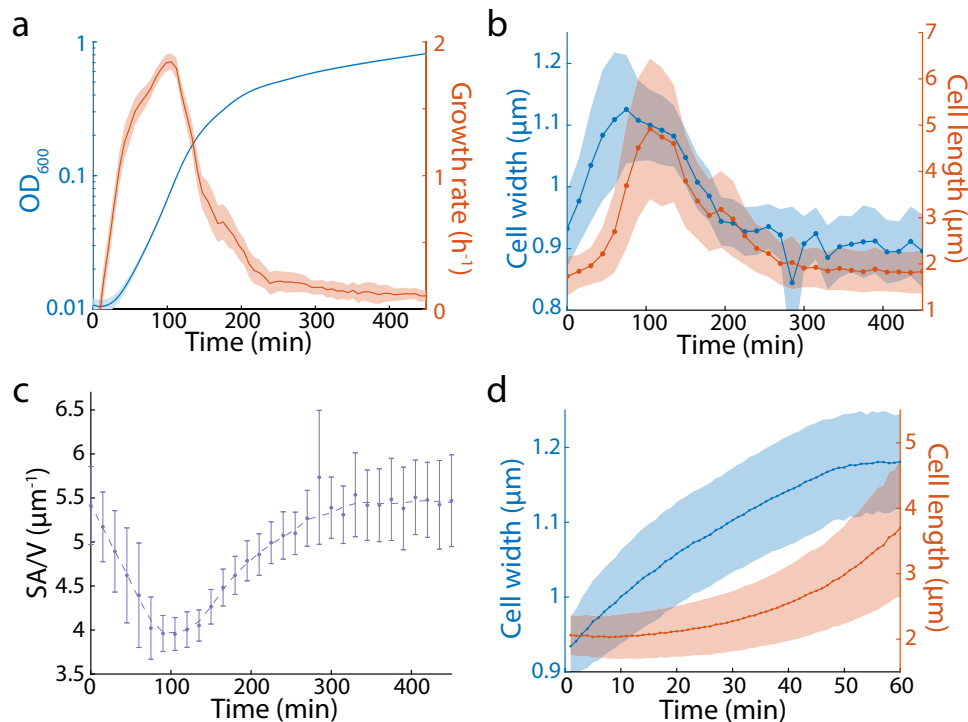 a
1
0.1
0.01
OD600
2
1
0
Growth rate (h-1)
0 100 200 300 400
Time (min)
b
1.2
1.1
1
0.9
0.8
Cell width (μm)
7
6
5
4
3
2
1
Cell length (μm)
0 100 200 300 400
Time (min)
c
6.5
6
5.5
5
4.5
4
3.5
SA/V (μm-1)
0 100 200 300 400
Time (min)
d
1.2
1.1
1
0.9
Cell width (μm)
5
4
3
2
Cell length (μm)
0 10 20 30 40 50 60
Time (min)